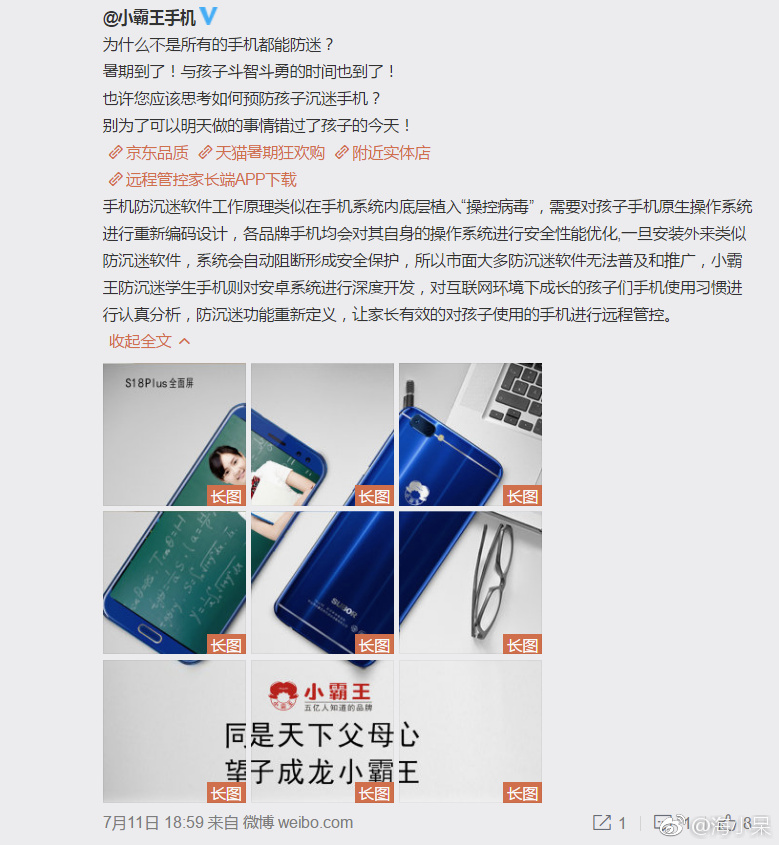 @小霸王手机
为什么不是所有的手机都能防迷？
暑期到了！与孩子斗智斗勇的时间也到了！
也许您应该思考如何预防孩子沉迷手机？
别为了可以明天做的事情错过了孩子的今天！
京东品质 天猫暑期狂欢购 附近实体店
远程管控家长端APP下载
手机防沉迷软件工作原理类似在手机系统内底层植入“操控病毒”，需要对孩子手机原生操作系统
进行重新编码设计，各品牌手机均会对其自身的操作系统进行安全性能优化,一旦安装外来类似
防沉迷软件，系统会自动阻断形成安全保护，所以市面大多防沉迷软件无法普及和推广，小霸
王防沉迷学生手机则对安卓系统进行深度开发，对互联网环境下成长的孩子们手机使用习惯进
行认真分析，防沉迷功能重新定义，让家长有效的对孩子使用的手机进行远程管控。
收起全文
S18Plus全面屏
长图
长图
长图
SUBOR
长图
长图
长图
小霸王
五亿人知道的品牌
同是天下父母心
望子成龙小霸王
长图
长图
长图
7月11日 18:59 来自 微博 weibo.com
1
1
8